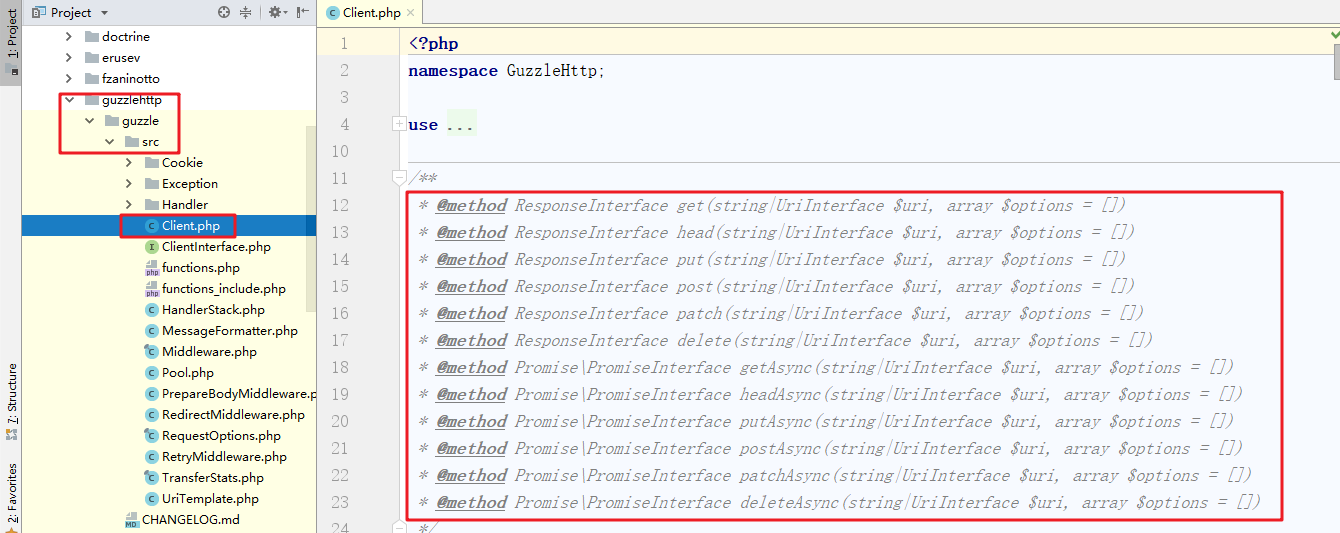 1: Project
7: Structure
2: Favorites
Project
doctrine
erusev
fzaninotto
guzzlehttp
guzzle
src
Cookie
Exception
Handler
Client.php
ClientInterface.php
functions.php
functions_include.php
HandlerStack.php
MessageFormatter.php
Middleware.php
Pool.php
PrepareBodyMiddleware.p
RedirectMiddleware.php
RequestOptions.php
RetryMiddleware.php
TransferStats.php
UriTemplate.php
CHANGELOG.md
Client.php
1 <?php
2 namespace GuzzleHttp;
3
4 use ...
10
11 /**
12 * @method ResponseInterface get(string|UriInterface $uri, array $options = [])
13 * @method ResponseInterface head(string|UriInterface $uri, array $options = [])
14 * @method ResponseInterface put(string|UriInterface $uri, array $options = [])
15 * @method ResponseInterface post(string|UriInterface $uri, array $options = [])
16 * @method ResponseInterface patch(string|UriInterface $uri, array $options = [])
17 * @method ResponseInterface delete(string|UriInterface $uri, array $options = [])
18 * @method Promise\PromiseInterface getAsync(string|UriInterface $uri, array $options = [])
19 * @method Promise\PromiseInterface headAsync(string|UriInterface $uri, array $options = [])
20 * @method Promise\PromiseInterface putAsync(string|UriInterface $uri, array $options = [])
21 * @method Promise\PromiseInterface postAsync(string|UriInterface $uri, array $options = [])
22 * @method Promise\PromiseInterface patchAsync(string|UriInterface $uri, array $options = [])
23 * @method Promise\PromiseInterface deleteAsync(string|UriInterface $uri, array $options = [])
24 */